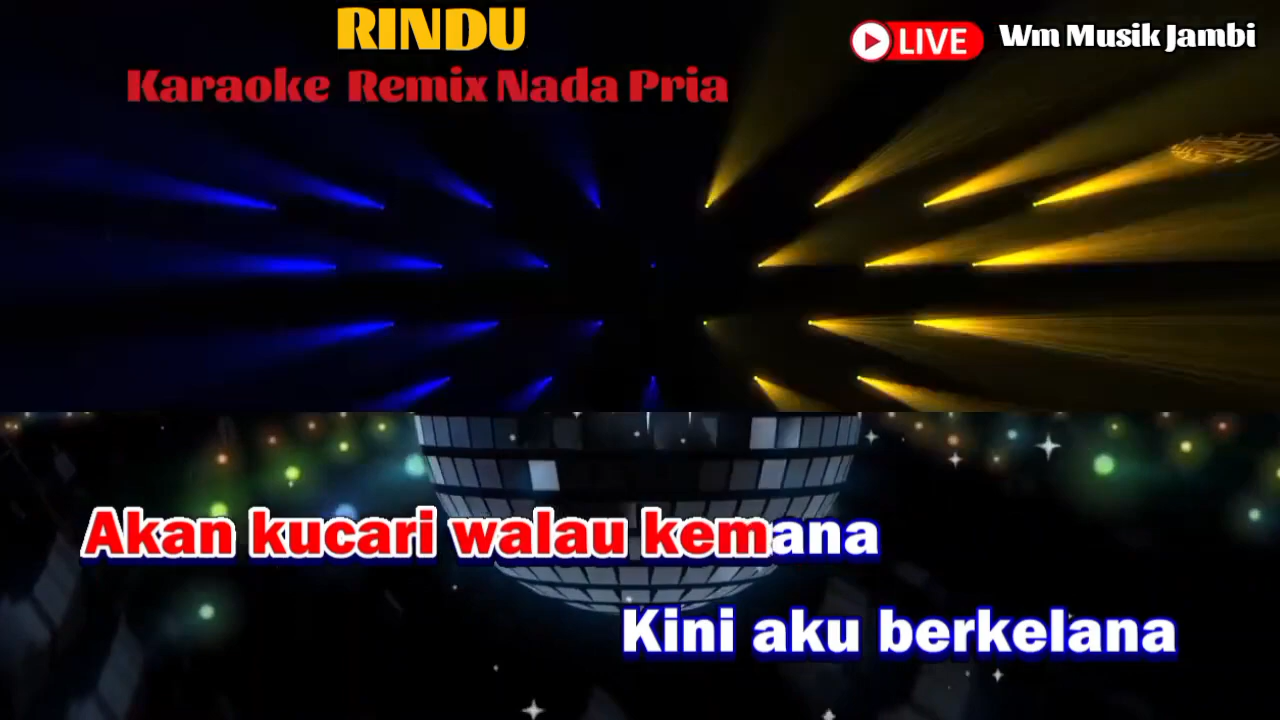 RINDU
Karaoke Remix Nada Pria
LIVE
Wm Musik Jambi
Akan kucari walau kemana
Kini aku berkelana